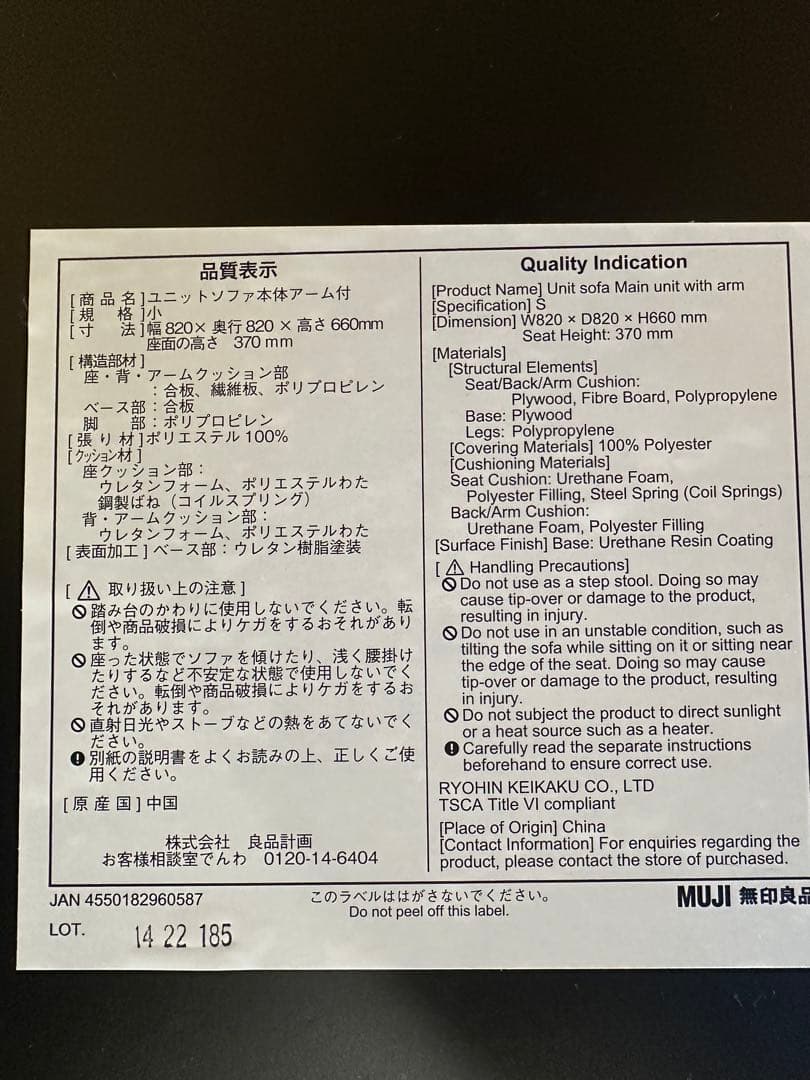 品質表示
[商 品 名]ユニットソファ本体アーム付
[規 格]小
[寸 法]幅820×奥行820×高さ660mm
座面の高さ 370mm
[構造部材]
座・背・アームクッション部
：合板、繊維板、ポリプロピレン
ベース部：合板
脚 部：ポリプロピレン
[張り材]ポリエステル100%
[クッション材]
座クッション部：
ウレタンフォーム、ポリエステルわた
鋼製ばね（コイルスプリング）
背・アームクッション部：
ウレタンフォーム、ポリエステルわた
[表面加工]ベース部：ウレタン樹脂塗装
[ ⚠ 取り扱い上の注意]
踏み台のかわりに使用しないでください。転
倒や商品破損によりケガをするおそれがあり
ます。
座った状態でソファを傾けたり、浅く腰掛け
たりするなど不安定な状態で使用しないでく
ださい。転倒や商品破損によりケガをするお
それがあります。
直射日光やストーブなどの熱をあてないでく
ださい。
別紙の説明書をよくお読みの上、正しくご使
用ください。
[原 産 国]中国
株式会社 良品計画
お客様相談室でんわ 0120-14-6404
Quality Indication
[Product Name] Unit sofa Main unit with arm
[Specification] S
[Dimension] W820 × D820 × H660 mm
Seat Height: 370 mm
[Materials]
[Structural Elements]
Seat/Back/Arm Cushion:
Plywood, Fibre Board, Polypropylene
Base: Plywood
Legs: Polypropylene
[Covering Materials] 100% Polyester
[Cushioning Materials]
Seat Cushion: Urethane Foam,
Polyester Filling, Steel Spring (Coil Springs)
Back/Arm Cushion:
Urethane Foam, Polyester Filling
[Surface Finish] Base: Urethane Resin Coating
[ ⚠ Handling Precautions]
Do not use as a step stool. Doing so may
cause tip-over or damage to the product,
resulting in injury.
Do not use in an unstable condition, such as
tilting the sofa while sitting on it or sitting near
the edge of the seat. Doing so may cause
tip-over or damage to the product, resulting
in injury.
Do not subject the product to direct sunlight
or a heat source such as a heater.
Carefully read the separate instructions
beforehand to ensure correct use.
RYOHIN KEIKAKU CO., LTD
TSCA Title VI compliant
[Place of Origin] China
[Contact Information] For enquiries regarding the
product, please contact the store of purchased.
JAN 4550182960587
このラベルははがさないでください。
Do not peel off this label.
MUJI 無印良品
LOT. 14 22 185